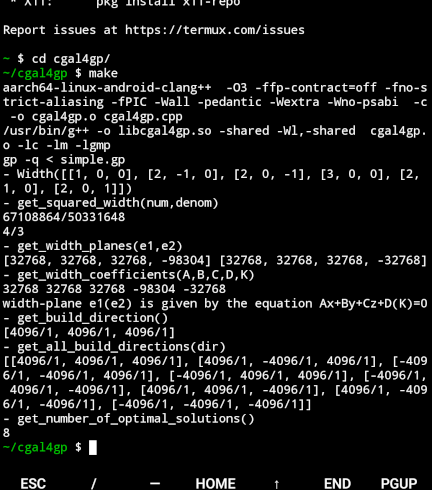 * X11:      pkg install x11-repo
Report issues at https://termux.com/issues
~ $ cd cgal4gp/
~/cgal4gp $ make
aarch64-linux-android-clang++  -O3 -ffp-contract=off -fno-s
trict-aliasing -fPIC -Wall -pedantic -Wextra -Wno-psabi  -c
 -o cgal4gp.o cgal4gp.cpp
/usr/bin/g++ -o libcgal4gp.so -shared -Wl,-shared  cgal4gp.
o -lc -lm -lgmp
gp -q < simple.gp
- Width([[1, 0, 0], [2, -1, 0], [2, 0, -1], [3, 0, 0], [2,
1, 0], [2, 0, 1]])
- get_squared_width(num,denom)
67108864/50331648
4/3
- get_width_planes(e1,e2)
[32768, 32768, 32768, -98304] [32768, 32768, 32768, -32768]
- get_width_coefficients(A,B,C,D,K)
32768 32768 32768 -98304 -32768
width-plane e1(e2) is given by the equation Ax+By+Cz+D(K)=0
- get_build_direction()
[4096/1, 4096/1, 4096/1]
- get_all_build_directions(dir)
[[4096/1, 4096/1, 4096/1], [4096/1, -4096/1, 4096/1], [-409
6/1, -4096/1, 4096/1], [-4096/1, 4096/1, 4096/1], [-4096/1,
 4096/1, -4096/1], [4096/1, 4096/1, -4096/1], [4096/1, -409
6/1, -4096/1], [-4096/1, -4096/1, -4096/1]]
- get_number_of_optimal_solutions()
8
~/cgal4gp $
ESC / — HOME ↑ END PGUP